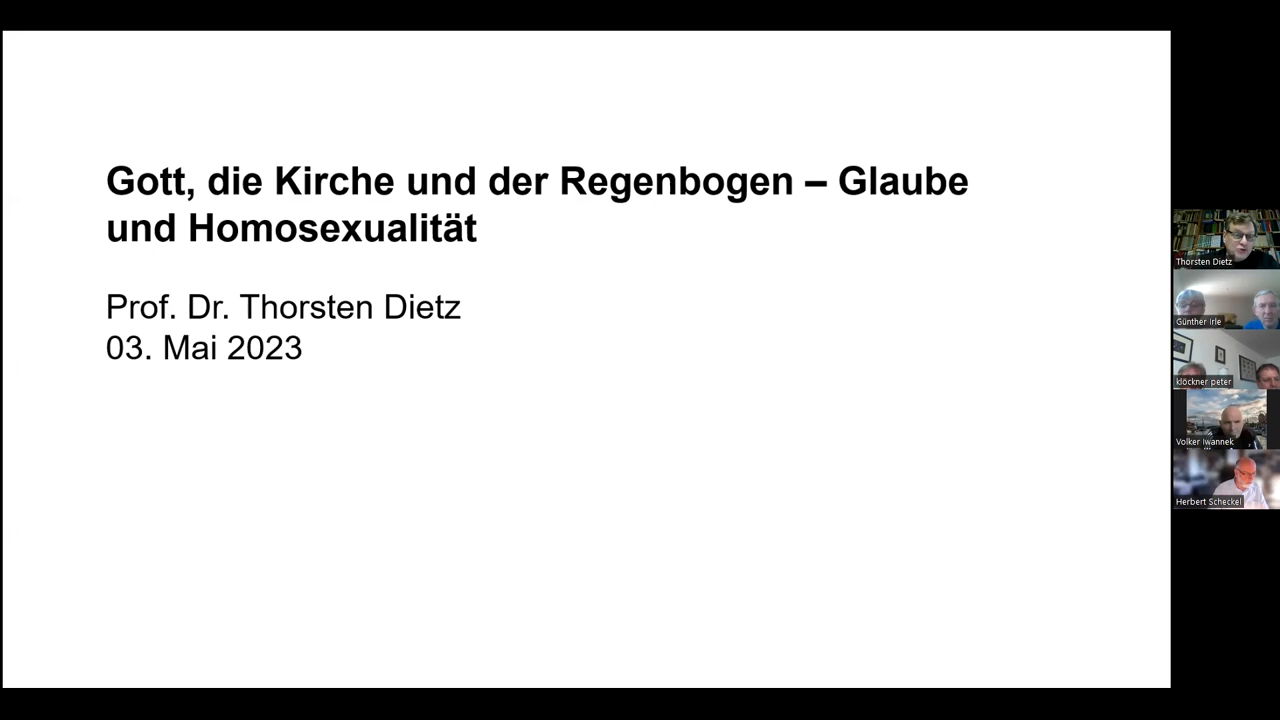 Gott, die Kirche und der Regenbogen – Glaube
und Homosexualität
Prof. Dr. Thorsten Dietz
03. Mai 2023
Thorsten Dietz
Günther Irle
klöckner peter
Volker Iwannek
Herbert Scheckel